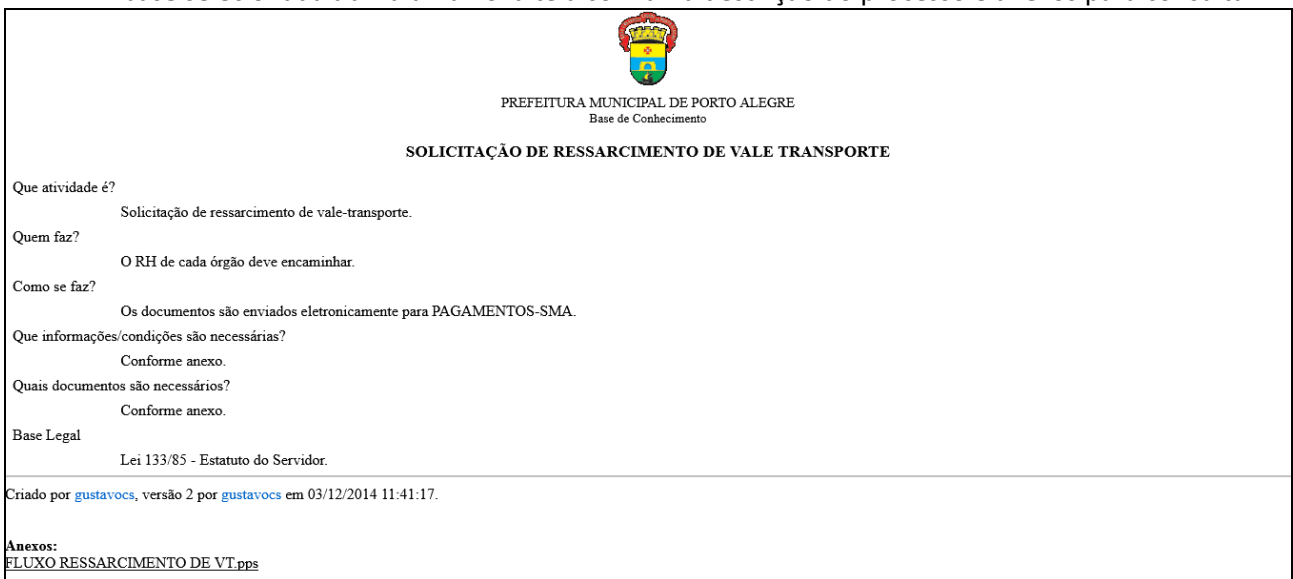 PREFEITURA MUNICIPAL DE PORTO ALEGRE
Base de Conhecimento
SOLICITAÇÃO DE RESSARCIMENTO DE VALE TRANSPORTE
Que atividade é?
Solicitação de ressarcimento de vale-transporte.
Quem faz?
O RH de cada órgão deve encaminhar.
Como se faz?
Os documentos são enviados eletronicamente para PAGAMENTOS-SMA.
Que informações/condições são necessárias?
Conforme anexo.
Quais documentos são necessários?
Conforme anexo.
Base Legal
Lei 133/85 - Estatuto do Servidor.
Criado por gustavocs, versão 2 por gustavocs em 03/12/2014 11:41:17.
Anexos:
FLUXO RESSARCIMENTO DE VT.pps